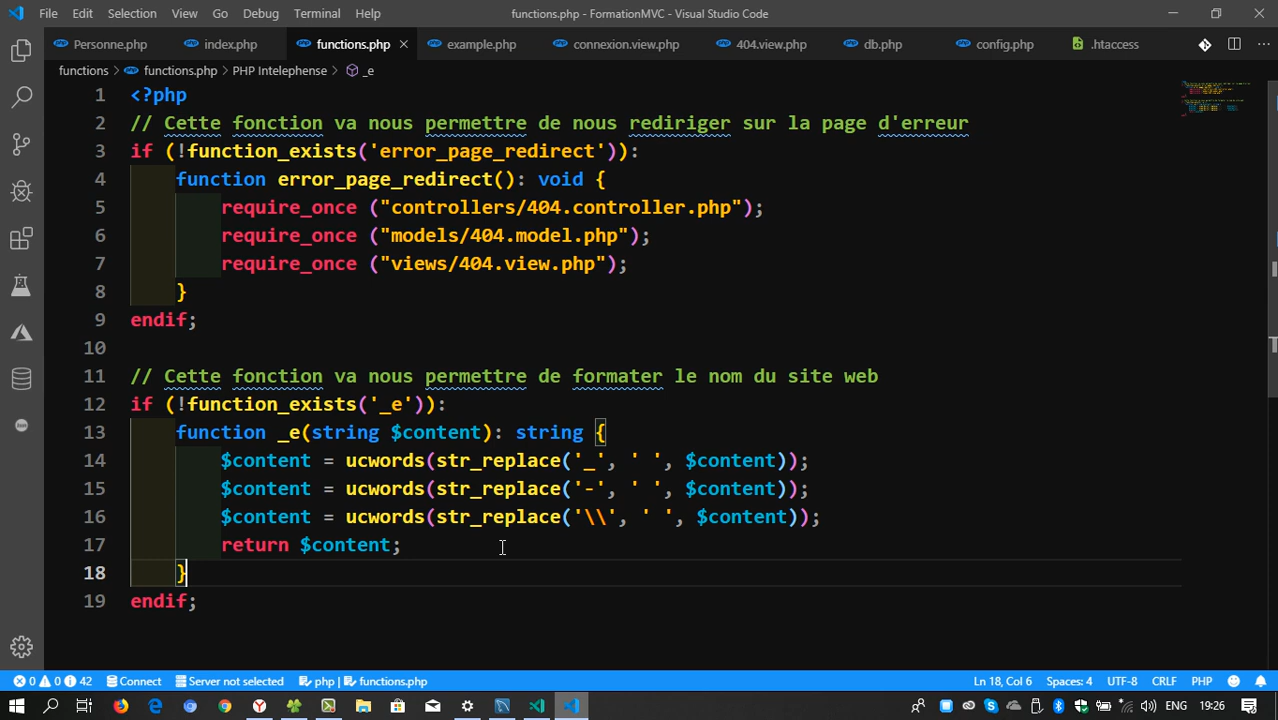 File Edit Selection View Go Debug Terminal Help functions.php - FormationMVC - Visual Studio Code
Personne.php index.php functions.php example.php connexion.view.php 404.view.php db.php config.php .htaccess
functions > functions.php > PHP Intelephense > _e
1 <?php
2 // Cette fonction va nous permettre de nous rediriger sur la page d'erreur
3 if (!function_exists('error_page_redirect')):
4 function error_page_redirect(): void {
5 require_once ("controllers/404.controller.php");
6 require_once ("models/404.model.php");
7 require_once ("views/404.view.php");
8 }
9 endif;
10
11 // Cette fonction va nous permettre de formater le nom du site web
12 if (!function_exists('_e')):
13 function _e(string $content): string {
14 $content = ucwords(str_replace('_', ' ', $content));
15 $content = ucwords(str_replace('-', ' ', $content));
16 $content = ucwords(str_replace('\\', ' ', $content));
17 return $content;
18 }
19 endif;
0 0 42 Connect Server not selected php | functions.php Ln 18, Col 6 Spaces: 4 UTF-8 CRLF PHP
ENG 19:26